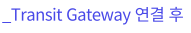 _Transit Gateway 연결 후